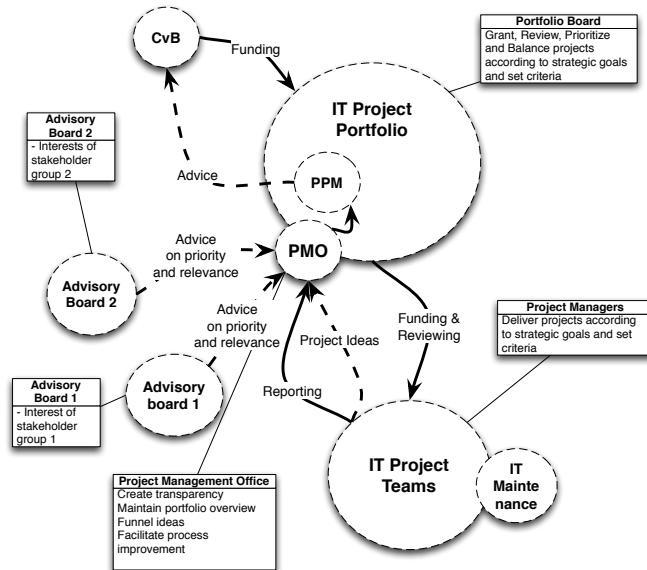 CvB
Funding
Portfolio Board
Grant, Review, Prioritize
and Balance projects
according to strategic goals
and set criteria
IT Project
Portfolio
Advisory
Board 2
- Interests of
stakeholder
group 2
Advice
PPM
PMO
Advice
on priority
and relevance
Advisory
Board 2
Advice
on priority
and relevance
Project Ideas
Funding &
Reviewing
Project Managers
Deliver projects according
to strategic goals and set
criteria
Advisory
Board 1
- Interest of
stakeholder
group 1
Advisory
board 1
Reporting
IT Project
Teams
IT
Mainte
nance
Project Management Office
Create transparency
Maintain portfolio overview
Funnel ideas
Facilitate process
improvement